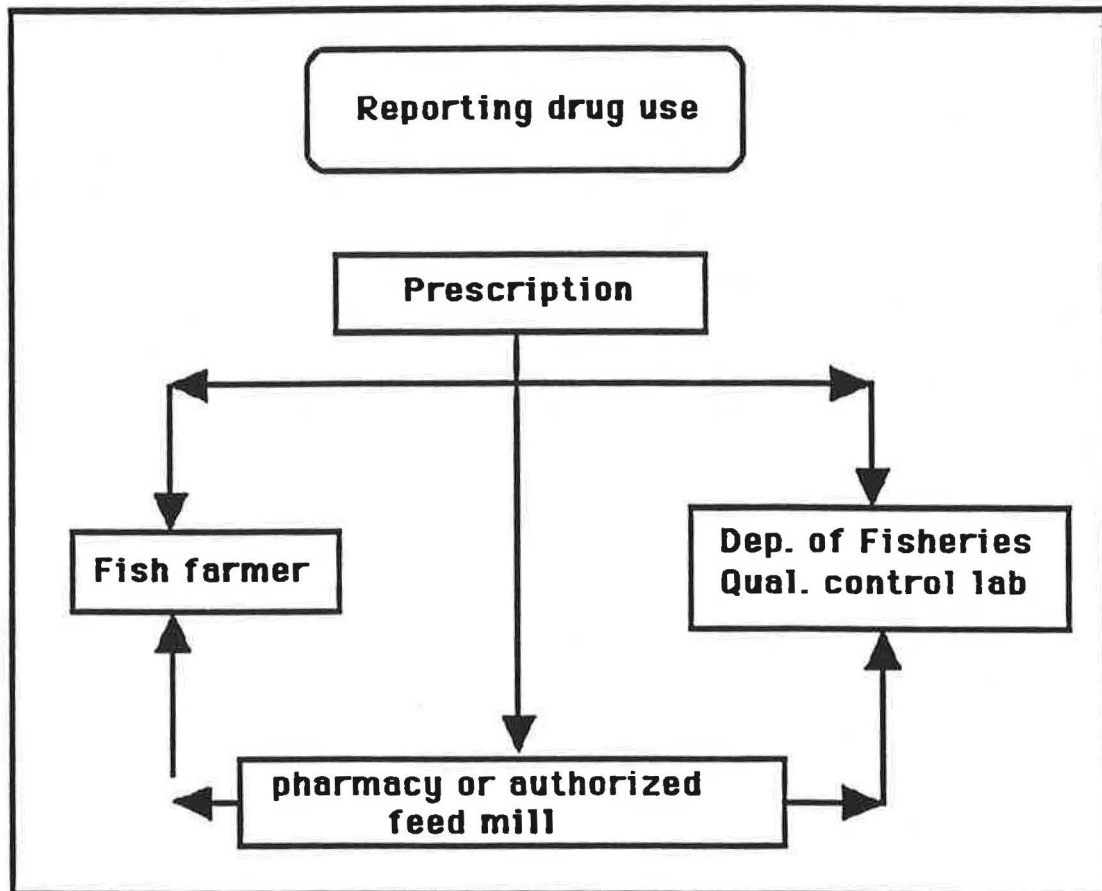 Reporting drug use
Prescription
Fish farmer
Dep. of Fisheries
Qual. control lab
pharmacy or authorized
feed mill